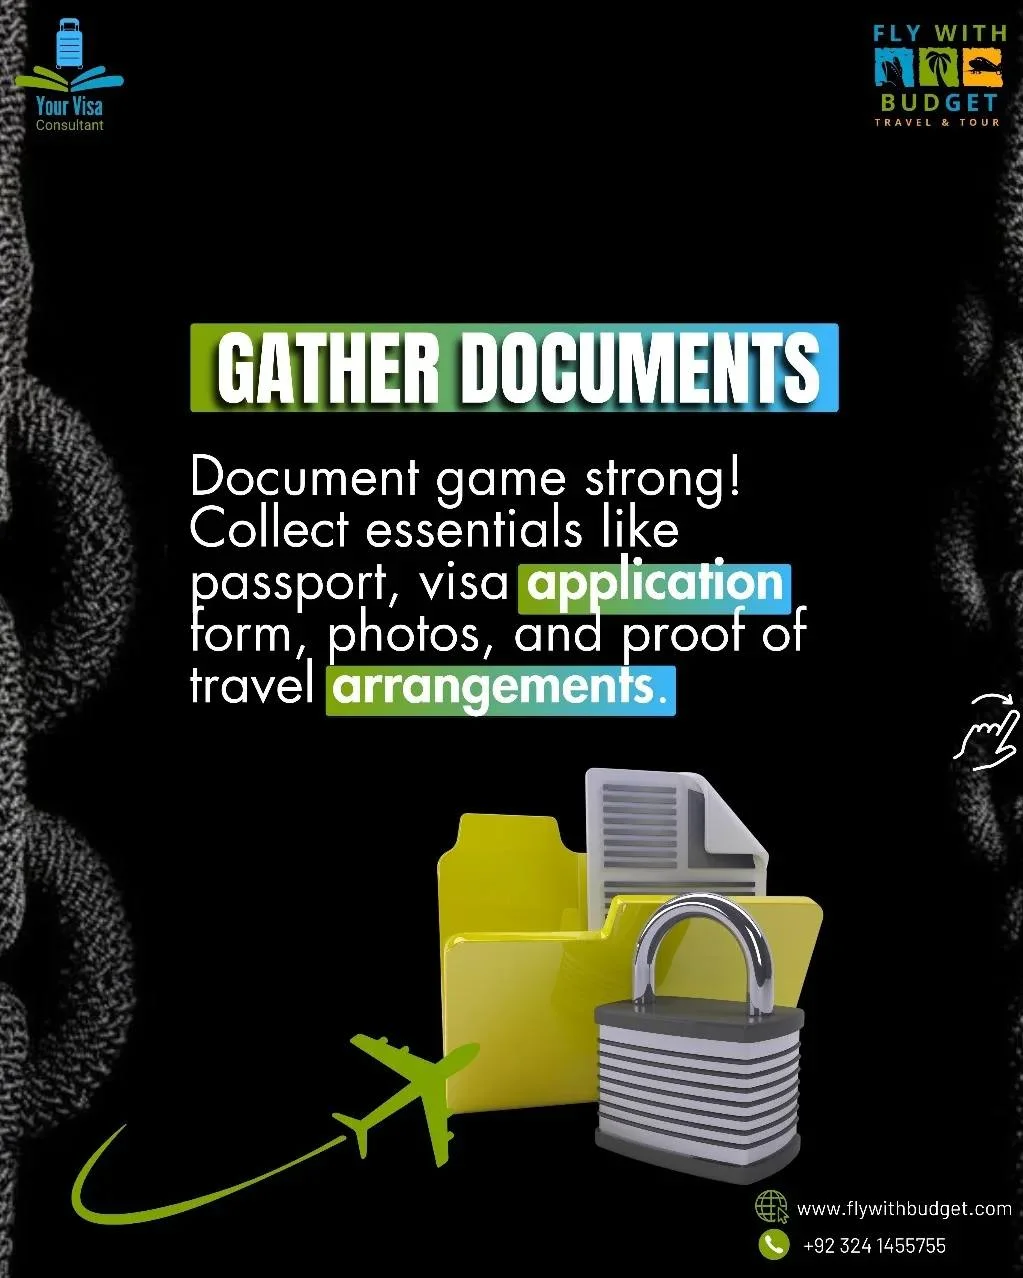 Your Visa
Consultant
FLY WITH
BUDGET
TRAVEL & TOUR
GATHER DOCUMENTS
Document game strong!
Collect essentials like
passport, visa application
form, photos, and proof of
travel arrangements.
www.flywithbudget.com
+92 324 1455755